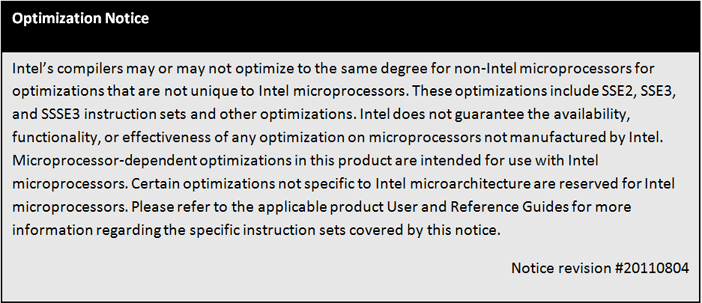 Optimization Notice
Intel’s compilers may or may not optimize to the same degree for non-Intel microprocessors for
optimizations that are not unique to Intel microprocessors. These optimizations include SSE2, SSE3,
and SSSE3 instruction sets and other optimizations. Intel does not guarantee the availability,
functionality, or effectiveness of any optimization on microprocessors not manufactured by Intel.
Microprocessor-dependent optimizations in this product are intended for use with Intel
microprocessors. Certain optimizations not specific to Intel microarchitecture are reserved for Intel
microprocessors. Please refer to the applicable product User and Reference Guides for more
information regarding the specific instruction sets covered by this notice.
Notice revision #20110804